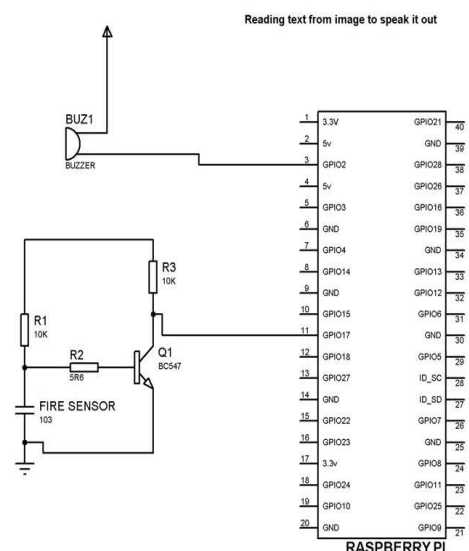 Reading text from image to speak it out
BUZ1
BUZZER
R3
10K
R1
10K
R2
5R6
Q1
BC547
FIRE SENSOR
103
1 3.3V GPIO21 40
2 5v GND 39
3 GPIO2 GPIO28 38
4 5v GPIO26 37
5 GPIO3 GPIO16 36
6 GND GPIO19 35
7 GPIO4 GND 34
8 GPIO14 GPIO13 33
9 GND GPIO12 32
10 GPIO15 GPIO6 31
11 GPIO17 GND 30
12 GPIO18 GPIO5 29
13 GPIO27 ID_SC 28
14 GND ID_SD 27
15 GPIO22 GPIO7 26
16 GPIO23 GND 25
17 3.3v GPIO8 24
18 GPIO24 GPIO11 23
19 GPIO10 GPIO25 22
20 GND GPIO9 21
RASPBERRY PI